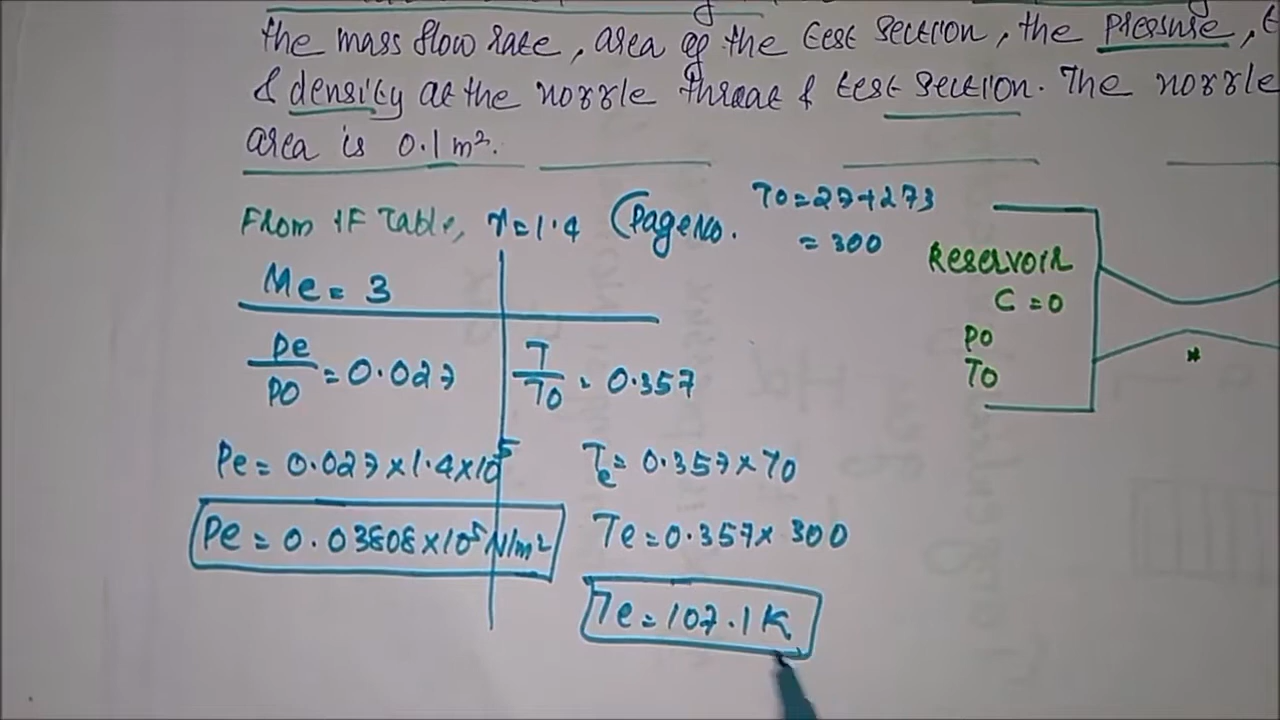 the mass flow rate, area of the test section, the pressure, t
& density at the nozzle throat & test section. The nozzle
area is 0.1 m².
From IF Table, γ=1.4 (Page No.
T0=27+273
= 300
Me = 3
Pe/P0 = 0.027
T/T0 = 0.357
Pe = 0.027×1.4×10⁵
Te = 0.357×T0
Pe = 0.03808×10⁵ N/m²
Te = 0.357× 300
Te = 107.1K
Reservoir
C = 0
P0
T0
*